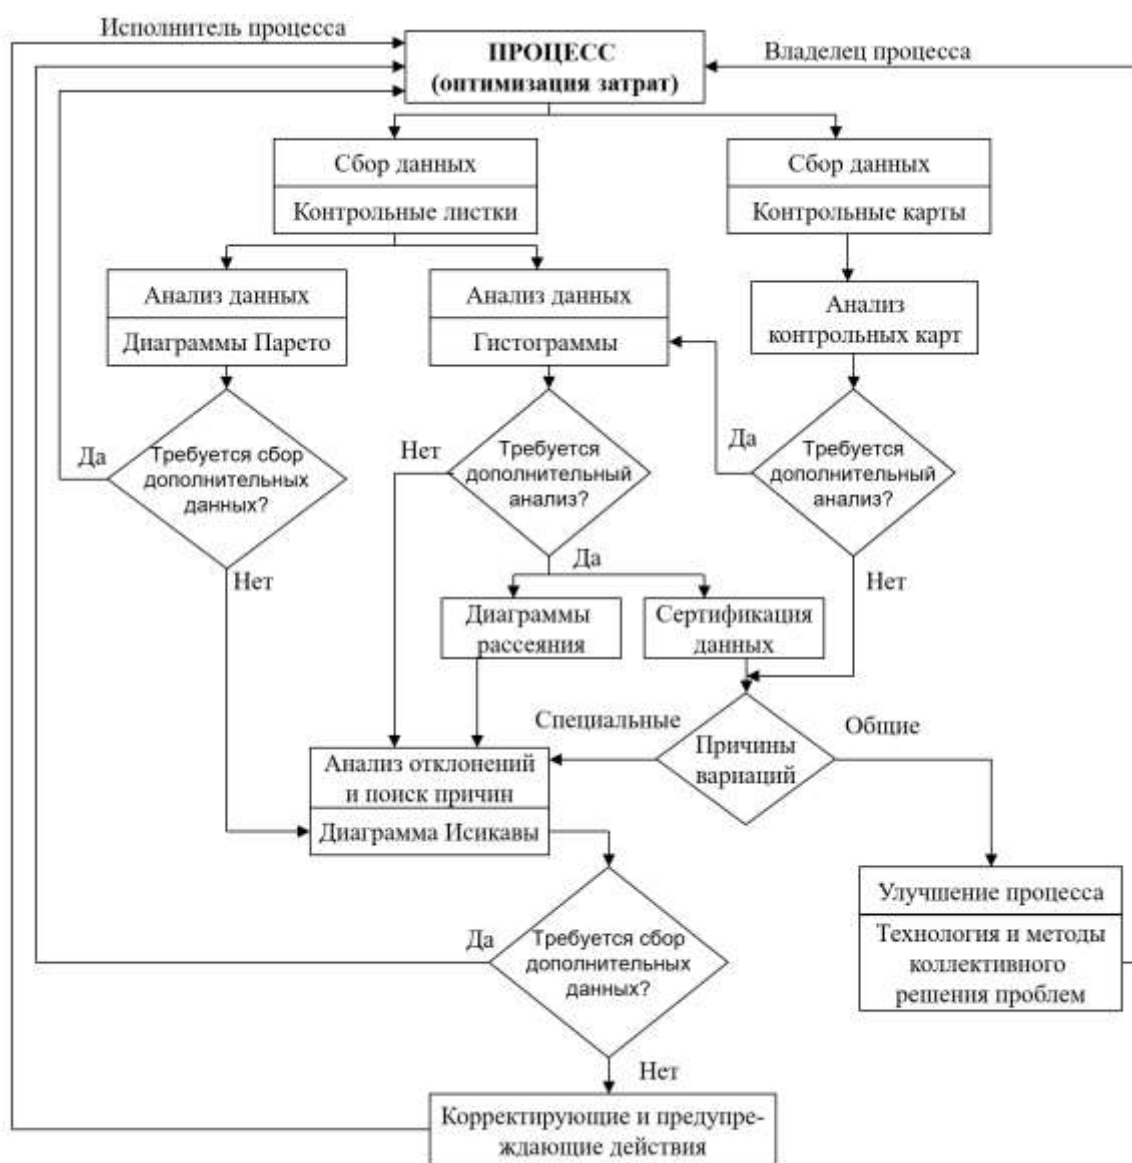 Исполнитель процесса
ПРОЦЕСС
(оптимизация затрат)
Владелец процесса
Сбор данных
Контрольные листки
Сбор данных
Контрольные карты
Анализ данных
Диаграммы Парето
Анализ данных
Гистограммы
Анализ
контрольных карт
Да
Требуется сбор
дополнительных
данных?
Нет
Нет
Требуется
дополнительный
анализ?
Да
Да
Требуется
дополнительный
анализ?
Нет
Диаграммы
рассеяния
Сертификация
данных
Специальные
Причины
вариаций
Общие
Анализ отклонений
и поиск причин
Диаграмма Исикавы
Улучшение процесса
Технология и методы
коллективного
решения проблем
Да
Требуется сбор
дополнительных
данных?
Нет
Корректирующие и предупре-
ждающие действия